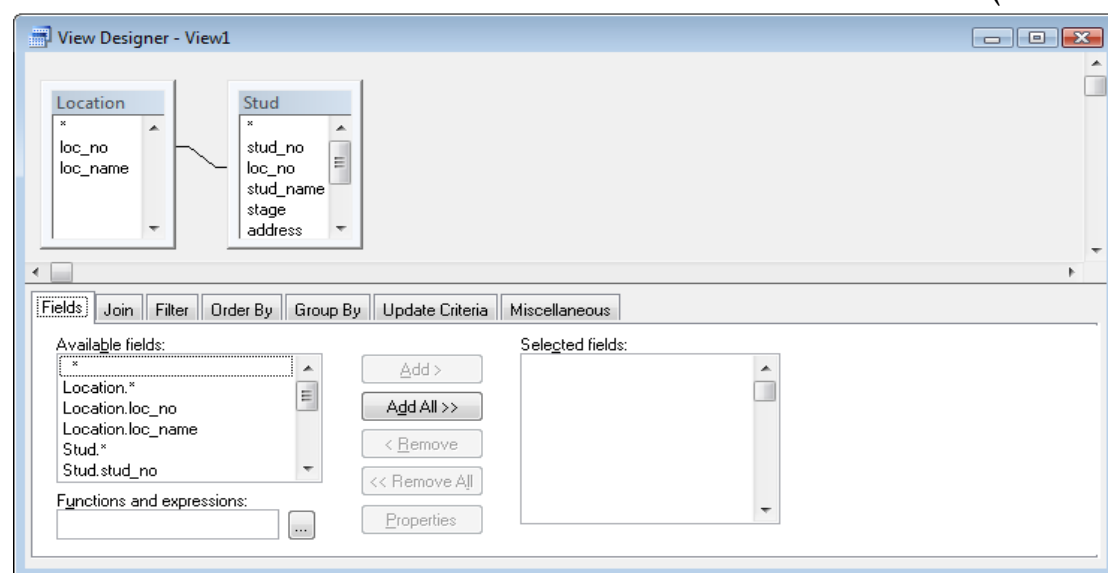 View Designer - View1
Location
*
loc_no
loc_name
Stud
*
stud_no
loc_no
stud_name
stage
address
Fields Join Filter Order By Group By Update Criteria Miscellaneous
Available fields:
*
Location.*
Location.loc_no
Location.loc_name
Stud.*
Stud.stud_no
Functions and expressions:
...
Add >
Add All >>
< Remove
<< Remove All
Properties
Selected fields: